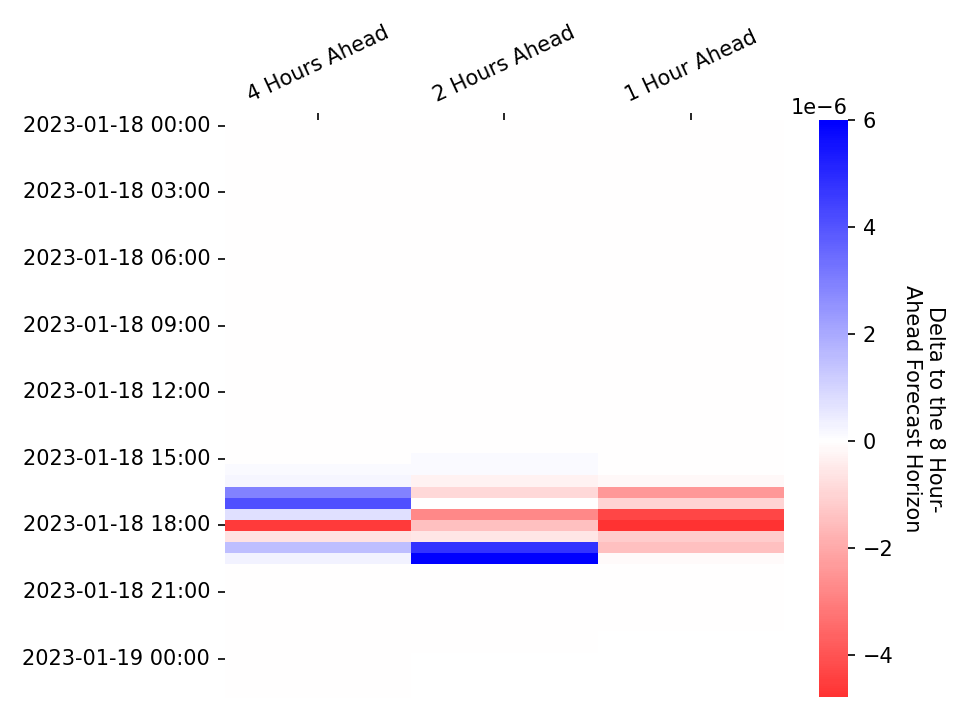 4 Hours Ahead
2 Hours Ahead
1 Hour Ahead
2023-01-18 00:00
2023-01-18 03:00
2023-01-18 06:00
2023-01-18 09:00
2023-01-18 12:00
2023-01-18 15:00
2023-01-18 18:00
2023-01-18 21:00
2023-01-19 00:00
1e−6
6
4
2
0
−2
−4
Delta to the 8 Hour-
Ahead Forecast Horizon